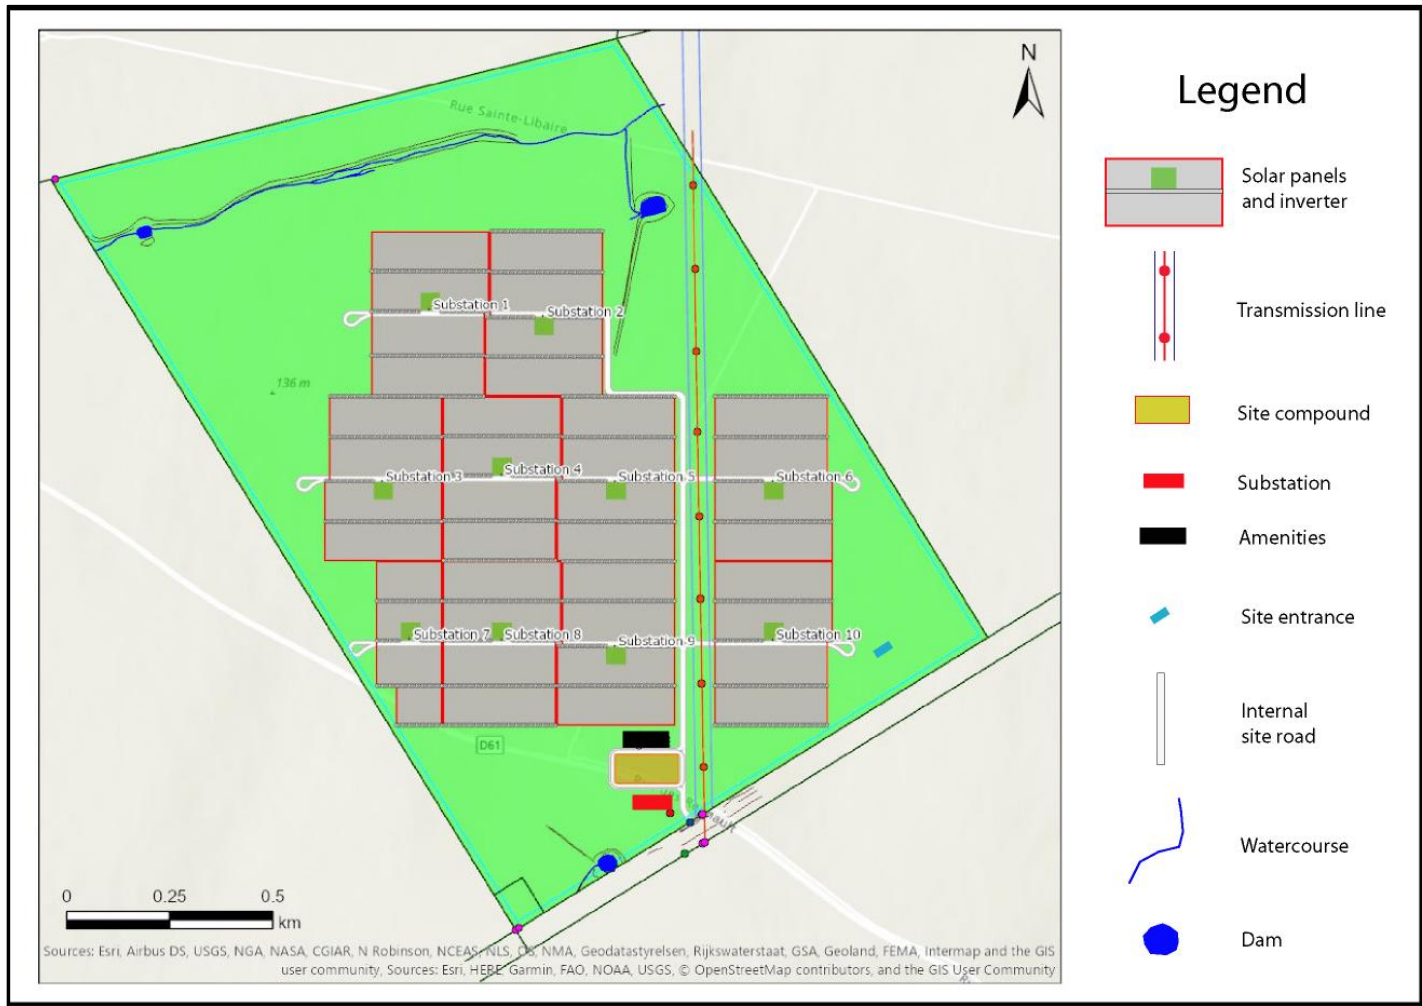 N
Rue Sainte-Libaire
136 m
Substation 1
Substation 2
Substation 3
Substation 4
Substation 5
Substation 6
Substation 7
Substation 8
Substation 9
Substation 10
D61
0 0.25 0.5
km
Sources: Esri, Airbus DS, USGS, NGA, NASA, CGIAR, N Robinson, NCEAS, NLS, OS, NMA, Geodatastyrelsen, Rijkswaterstaat, GSA, Geoland, FEMA, Intermap and the GIS
user community, Sources: Esri, HERE, Garmin, FAO, NOAA, USGS, © OpenStreetMap contributors, and the GIS User Community
Legend
Solar panels
and inverter
Transmission line
Site compound
Substation
Amenities
Site entrance
Internal
site road
Watercourse
Dam